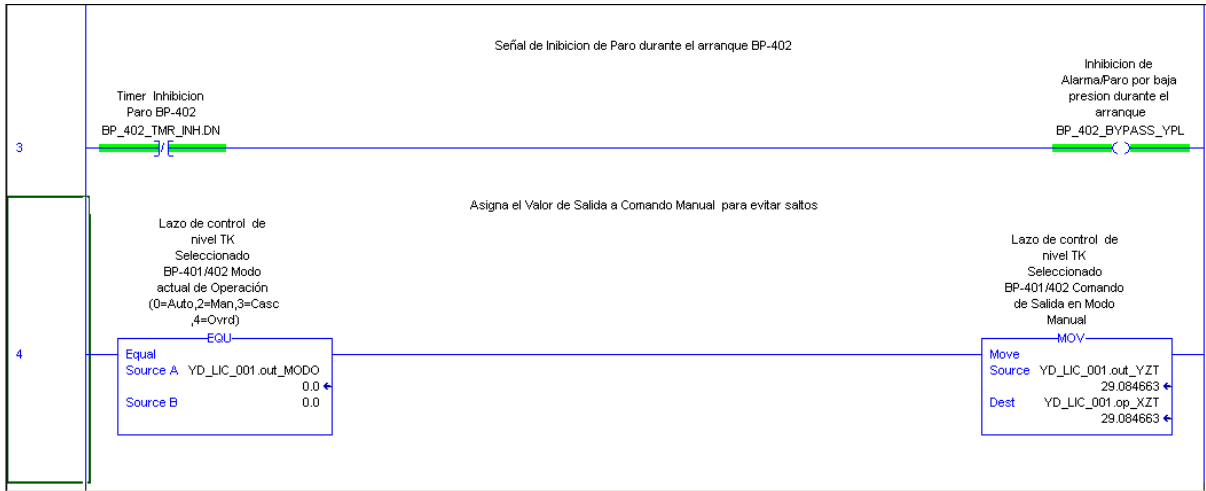 Señal de Inibicion de Paro durante el arranque BP-402
Inhibicion de
Alarma/Paro por baja
presion durante el
arranque
BP_402_BYPASS_YPL
Timer Inhibicion
Paro BP-402
BP_402_TMR_INH.DN
3
Asigna el Valor de Salida a Comando Manual para evitar saltos
Lazo de control de
nivel TK
Seleccionado
BP-401/402 Modo
actual de Operación
(0=Auto,2=Man,3=Casc
,4=Ovrd)
EQU
Equal
Source A YD_LIC_001.out_MODO
0.0
Source B 0.0
4
Lazo de control de
nivel TK
Seleccionado
BP-401/402 Comando
de Salida en Modo
Manual
MOV
Move
Source YD_LIC_001.out_YZT
29.084663
Dest YD_LIC_001.op_XZT
29.084663